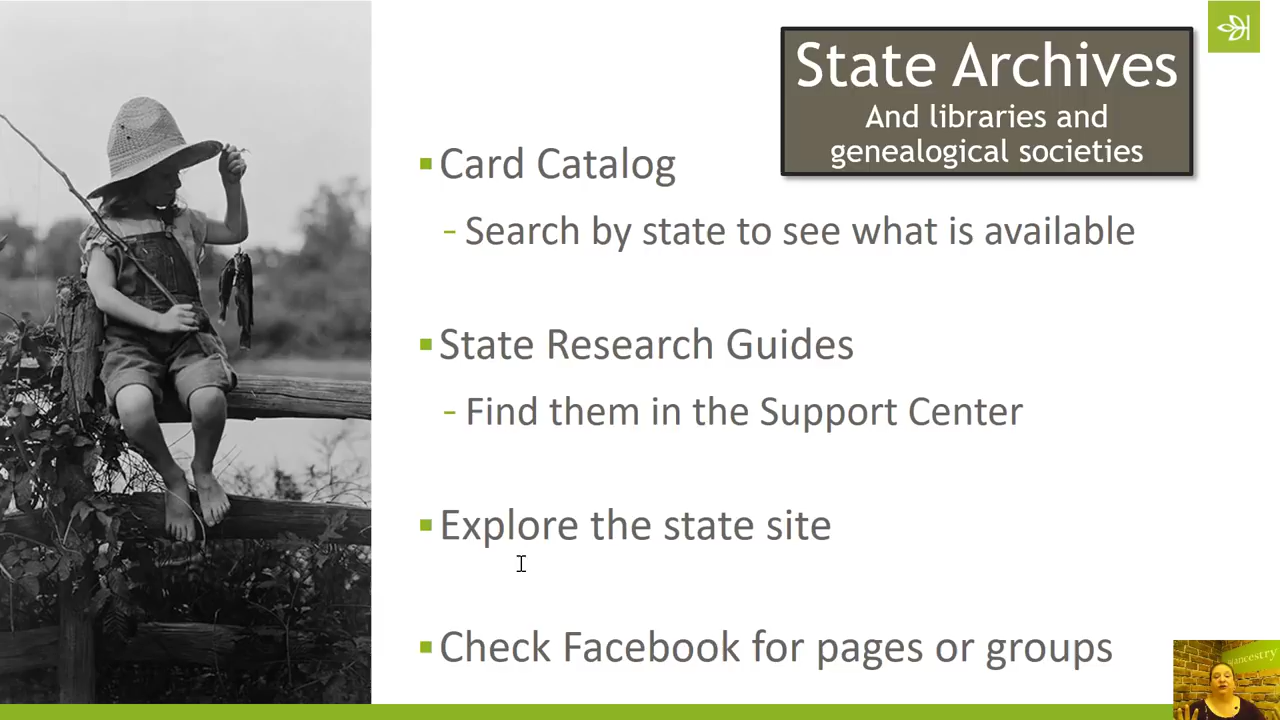 State Archives
And libraries and
genealogical societies
▪Card Catalog
- Search by state to see what is available
▪State Research Guides
- Find them in the Support Center
▪Explore the state site
▪Check Facebook for pages or groups
ancestry